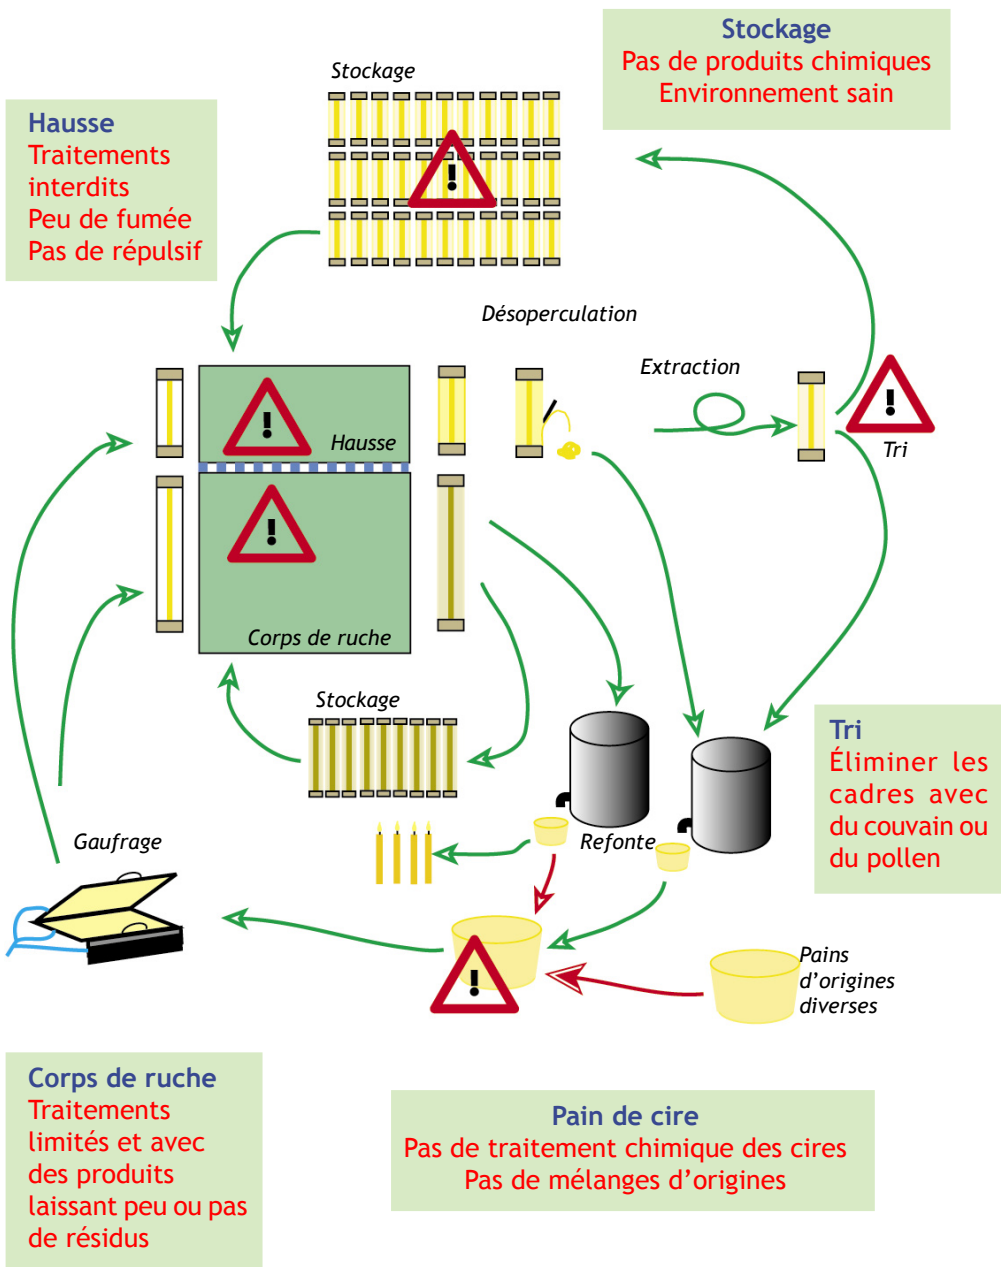 Stockage
Pas de produits chimiques
Environnement sain
Stockage
Hausse
Traitements
interdits
Peu de fumée
Pas de répulsif
!
Désoperculation
Extraction
!
Hausse
!
Tri
!
Corps de ruche
Stockage
Tri
Éliminer les
cadres avec
du couvain ou
du pollen
Gaufrage
Refonte
!
Pains
d’origines
diverses
Corps de ruche
Traitements
limités et avec
des produits
laissant peu ou pas
de résidus
Pain de cire
Pas de traitement chimique des cires
Pas de mélanges d’origines